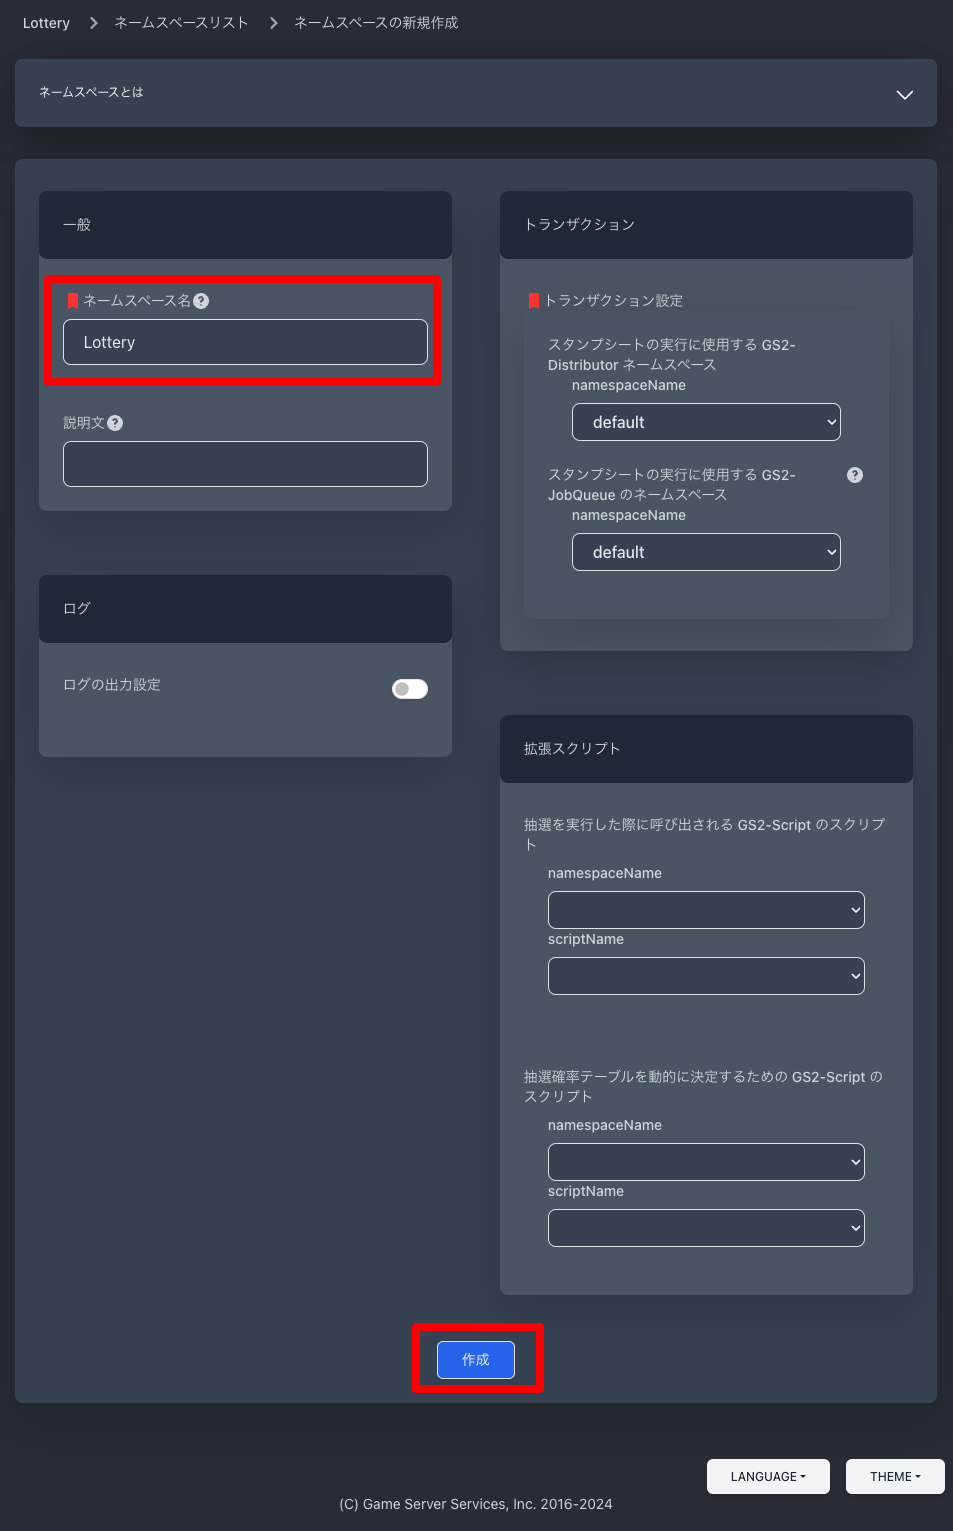 Lottery ネームスペースリスト ネームスペースの新規作成
ネームスペースとは
一般
ネームスペース名
Lottery
説明文
ログ
ログの出力設定
トランザクション
トランザクション設定
スタンプシートの実行に使用する GS2-
Distributor ネームスペース
namespaceName
default
スタンプシートの実行に使用する GS2-
JobQueue のネームスペース
namespaceName
default
拡張スクリプト
抽選を実行した際に呼び出される GS2-Script のスクリプ
ト
namespaceName
scriptName
抽選確率テーブルを動的に決定するための GS2-Script の
スクリプト
namespaceName
scriptName
作成
LANGUAGE
THEME
(C) Game Server Services, Inc. 2016-2024